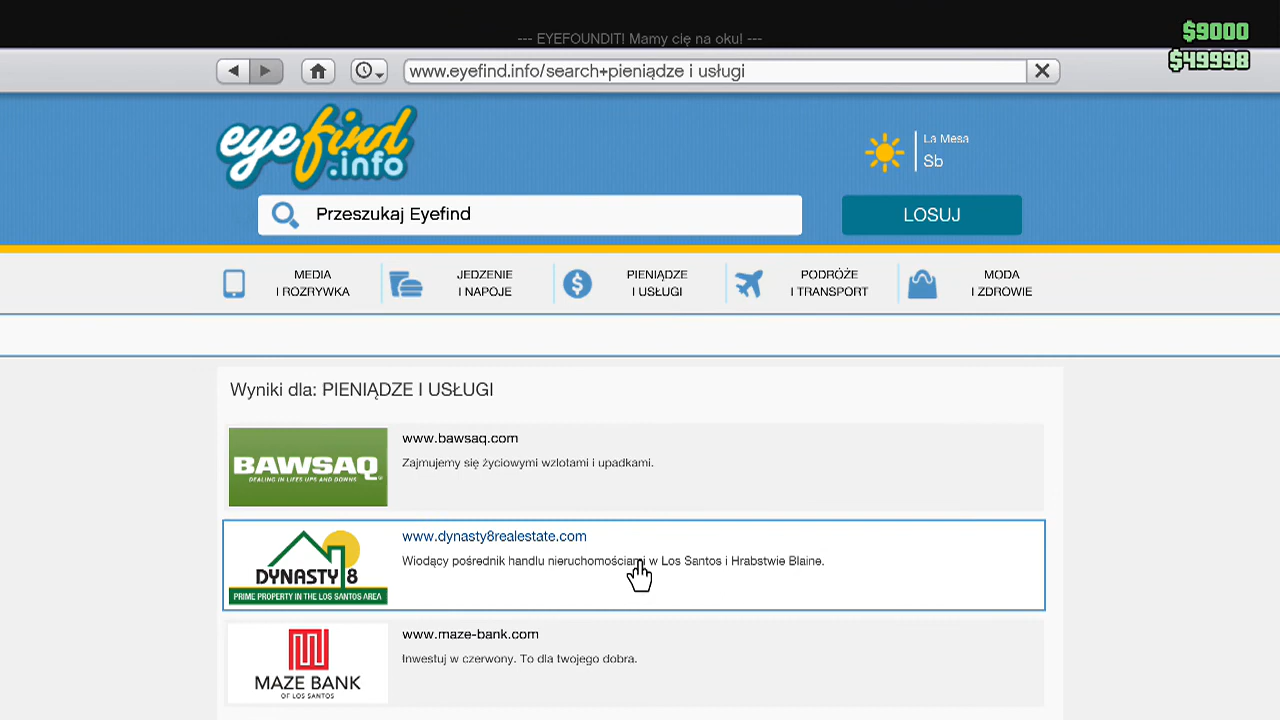 --- EYEFOUNDIT! Mamy cię na oku! ---
$9000
$49998
www.eyefind.info/search+pieniądze i usługi
eyefind
.info
La Mesa
Sb
Przeszukaj Eyefind
LOSUJ
MEDIA
I ROZRYWKA
JEDZENIE
I NAPOJE
PIENIĄDZE
I USŁUGI
PODRÓŻE
I TRANSPORT
MODA
I ZDROWIE
Wyniki dla: PIENIĄDZE I USŁUGI
BAWSAQ
DEALING IN LIFES UPS AND DOWNS
www.bawsaq.com
Zajmujemy się życiowymi wzlotami i upadkami.
DYNASTY 8
PRIME PROPERTY IN THE LOS SANTOS AREA
www.dynasty8realestate.com
Wiodący pośrednik handlu nieruchomościami w Los Santos i Hrabstwie Blaine.
MAZE BANK
OF LOS SANTOS
www.maze-bank.com
Inwestuj w czerwony. To dla twojego dobra.